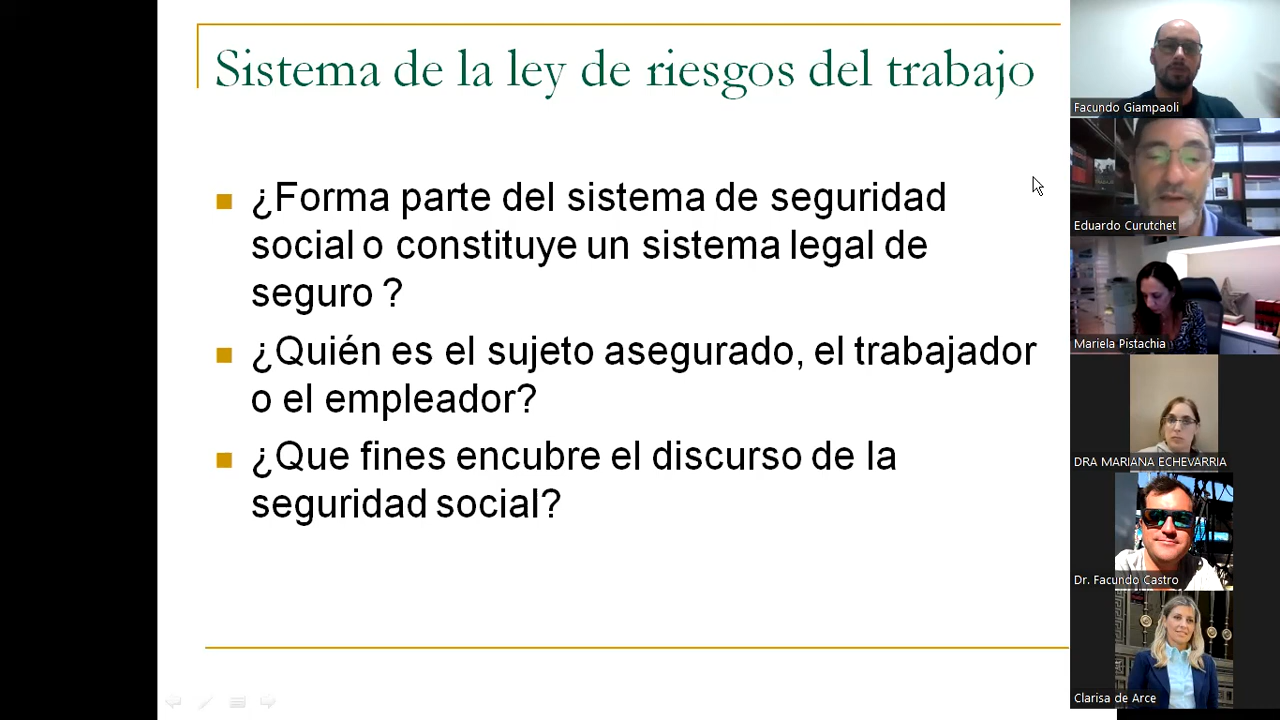 Sistema de la ley de riesgos del trabajo
¿Forma parte del sistema de seguridad
social o constituye un sistema legal de
seguro ?
¿Quién es el sujeto asegurado, el trabajador
o el empleador?
¿Que fines encubre el discurso de la
seguridad social?
Facundo Giampaoli
Eduardo Curutchet
Mariela Pistachia
DRA MARIANA ECHEVARRIA
Dr. Facundo Castro
Clarisa de Arce